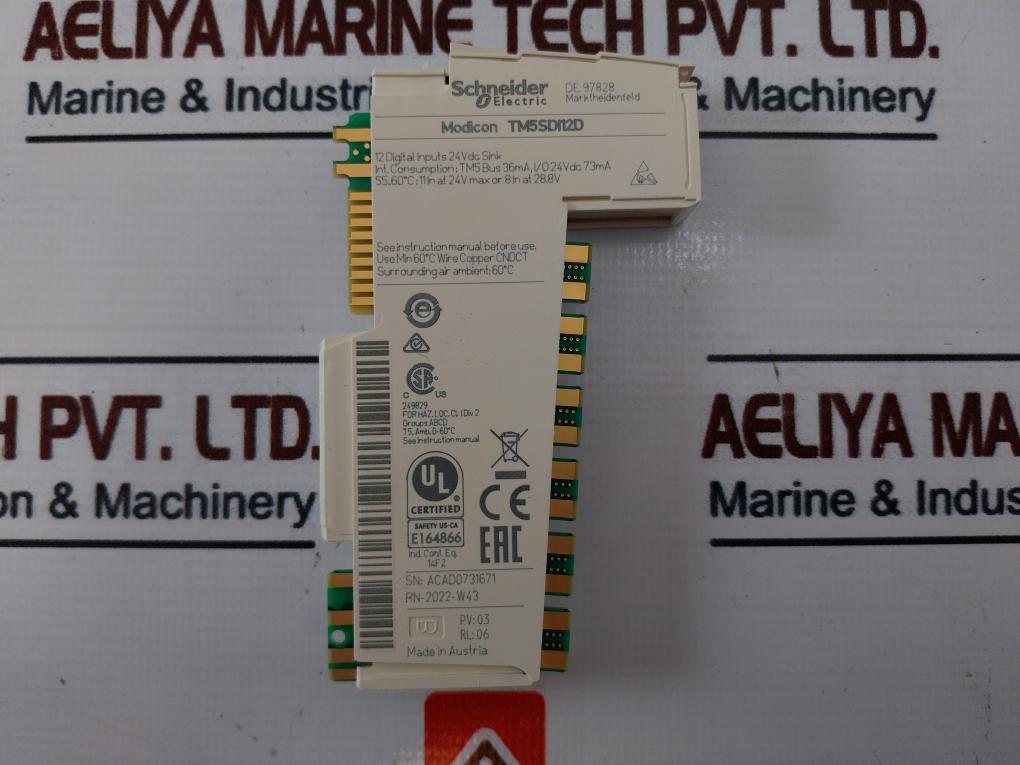 AELIYA MARINE TECH PVT. LTD.
Marine & Industri
& Machinery
Schneider
Electric
DE 97828
Marktheidenfeld
Modicon TM5SDI12D
12 Digital Inputs 24Vdc Sink
Int. Consumption: TM5 Bus 36mA, I/O 24Vdc 73mA
55..60°C : 11 In at 24V max or 8 In at 28.8V
See instruction manual before use.
Use Min 60°C Wire Copper CNDCT
Surrounding air ambient: 60°C
C US
249829
FOR HAZ. LOC. CL I Div 2
Groups ABCD
T5, Amb. 0-60°C
See instruction manual
UL
®
CERTIFIED
SAFETY US-CA
E164866
Ind. Cont. Eq.
14F2
CE
EAC
SN: ACAD0731671
RN-2022-W43
PV: 03
RL: 06
Made in Austria
H PVT. LTD.
on & Machinery
AELIYA MA
Marine & Indus